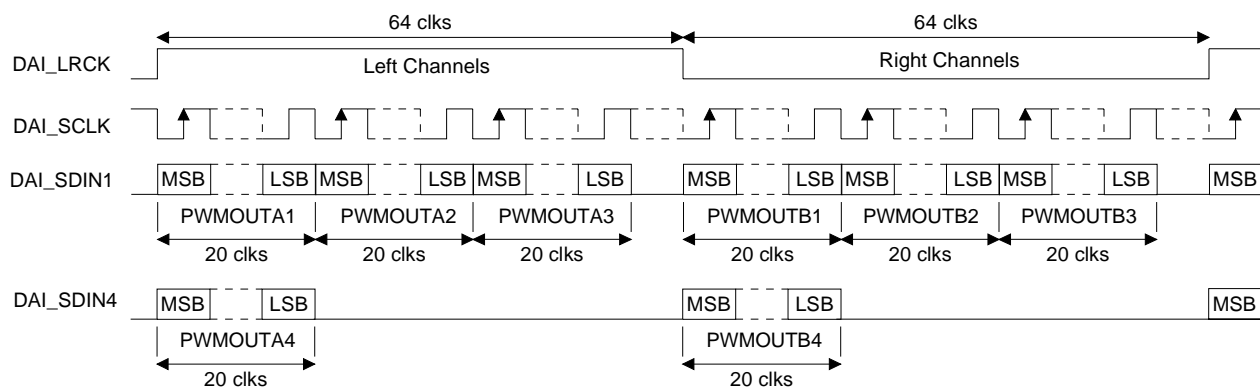 64 clks 64 clks
DAI_LRCK Left Channels Right Channels
DAI_SCLK
DAI_SDIN1 MSB LSB MSB LSB MSB LSB MSB LSB MSB LSB MSB LSB MSB
PWMOUTA1 PWMOUTA2 PWMOUTA3 PWMOUTB1 PWMOUTB2 PWMOUTB3
20 clks 20 clks 20 clks 20 clks 20 clks 20 clks
DAI_SDIN4 MSB LSB MSB LSB MSB
PWMOUTA4 PWMOUTB4
20 clks 20 clks